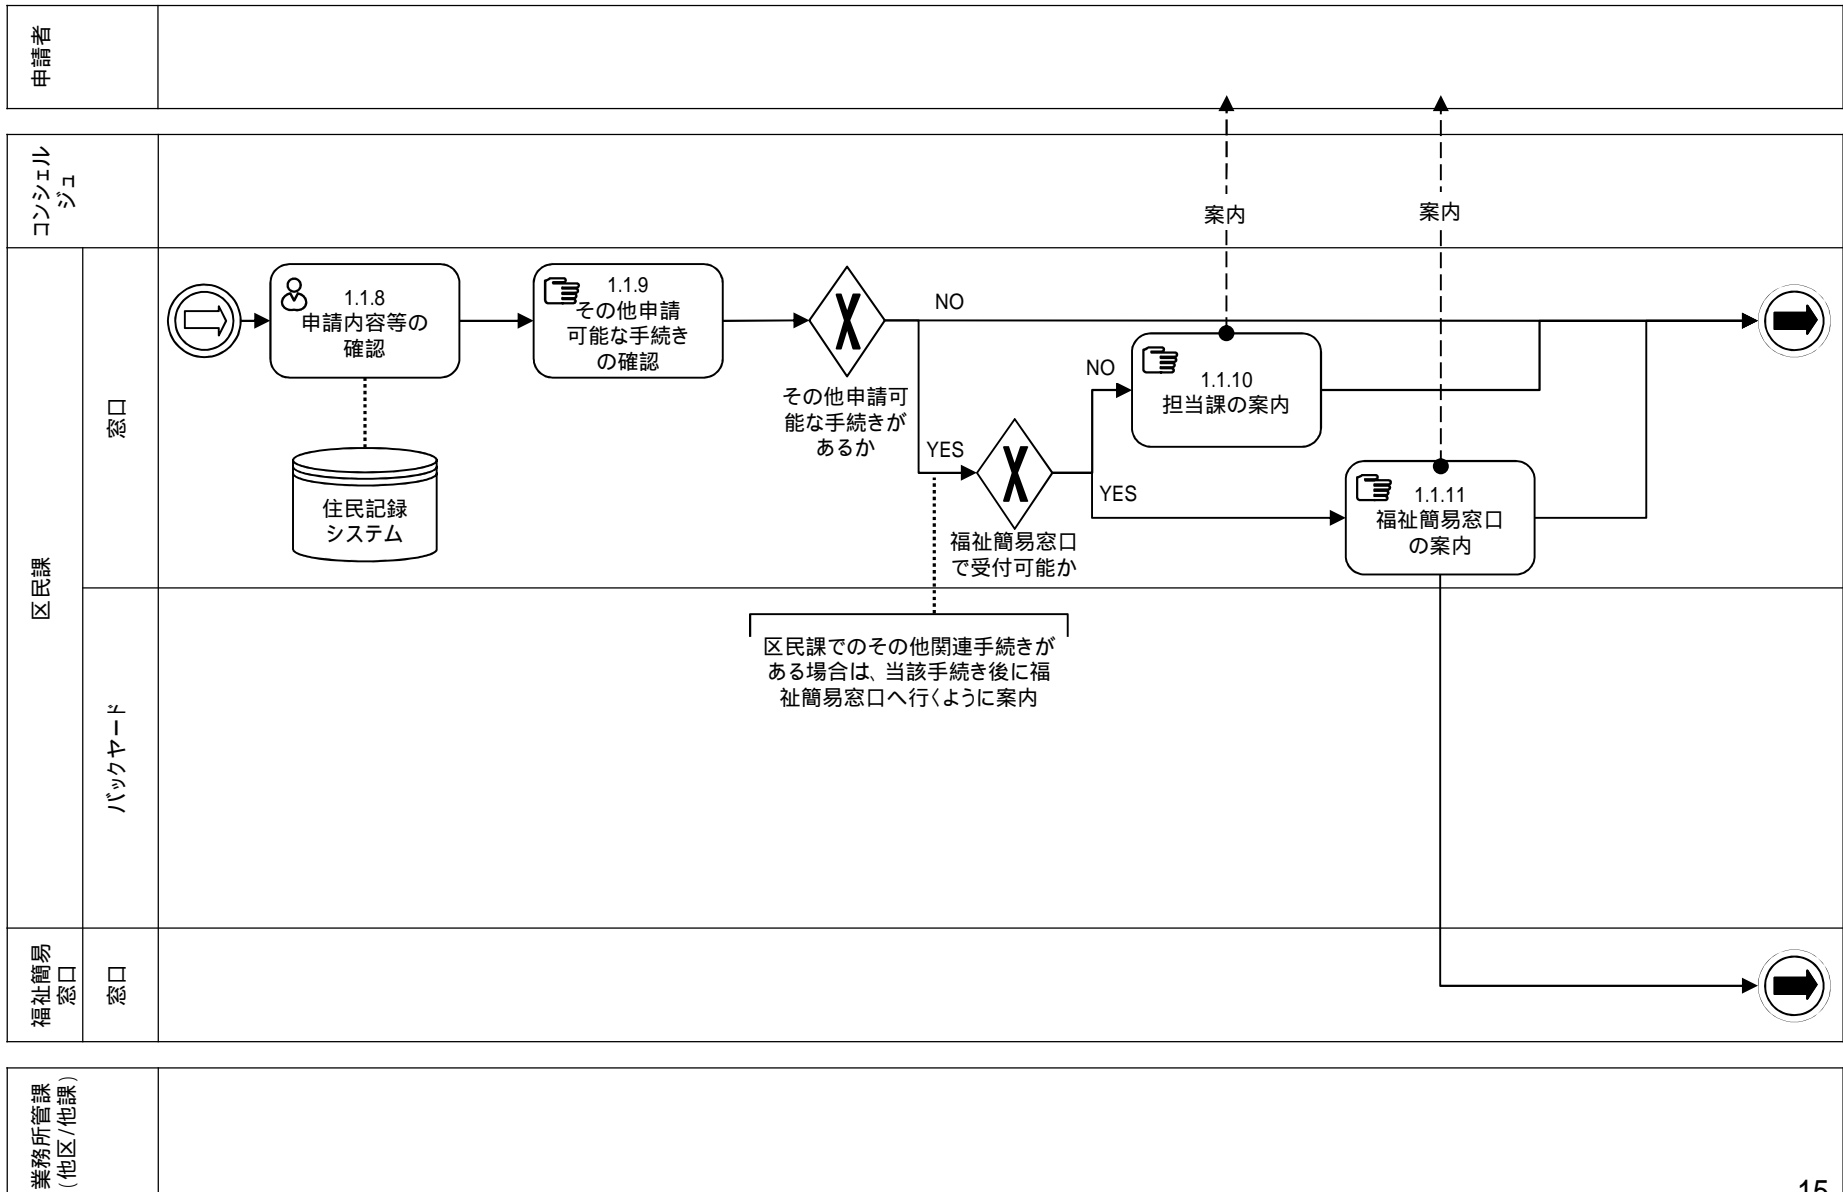 申請者
コンシェル
ジュ
案内
案内
区民課
窓口
1.1.8
申請内容等の
確認
住民記録
システム
1.1.9
その他申請
可能な手続き
の確認
その他申請可
能な手続きが
あるか
NO
YES
福祉簡易窓口
で受付可能か
NO
YES
1.1.10
担当課の案内
1.1.11
福祉簡易窓口
の案内
バックヤード
区民課でのその他関連手続きが
ある場合は、当該手続き後に福
祉簡易窓口へ行くように案内
福祉簡易
窓口
窓口
業務所管課
(他区/他課)
15